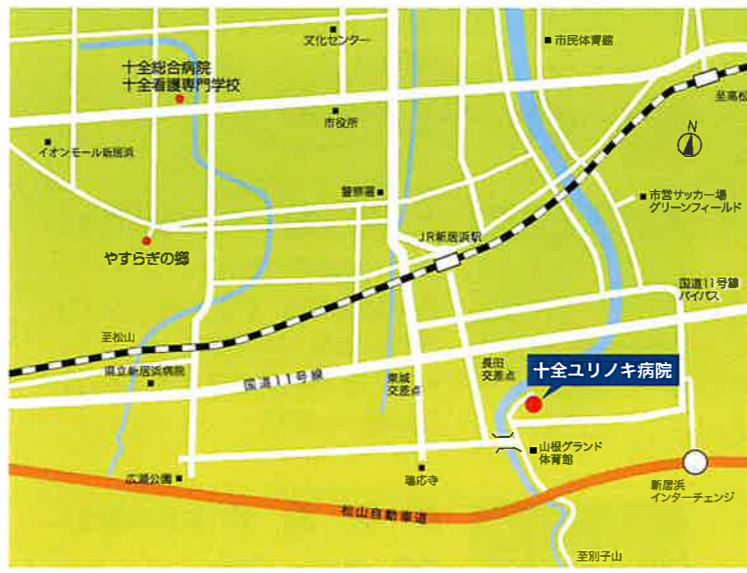 文化センター
市民体育館
十全総合病院
十全看護専門学校
至高松
市役所
N
イオンモール新居浜
警察署
市営サッカー場
グリーンフィールド
JR新居浜駅
やすらぎの郷
国道11号線
バイパス
至松山
県立新居浜病院
国道11号線
東城
交差点
長田
交差点
十全ユリノキ病院
山根グランド
体育館
広瀬公園
瑞応寺
新居浜
インターチェンジ
松山自動車道
至別子山